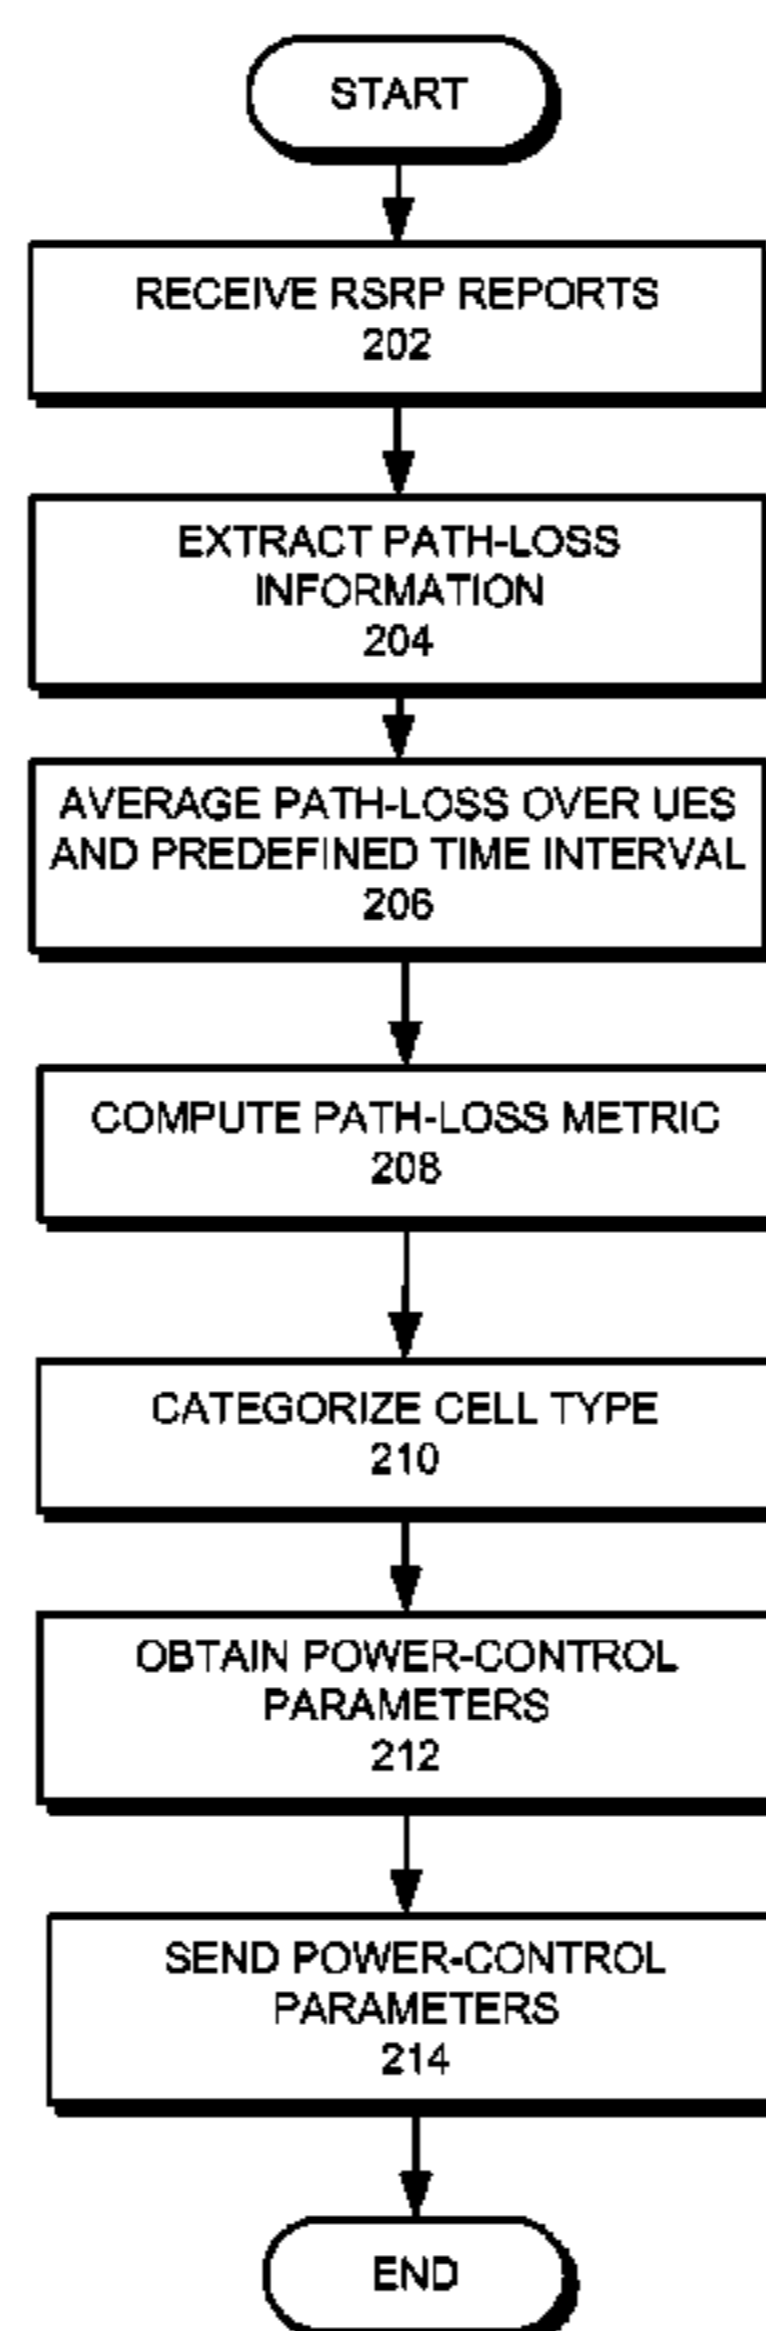 START
RECEIVE RSRP REPORTS
202
EXTRACT PATH-LOSS
INFORMATION
204
AVERAGE PATH-LOSS OVER UES
AND PREDEFINED TIME INTERVAL
206
COMPUTE PATH-LOSS METRIC
208
CATEGORIZE CELL TYPE
210
OBTAIN POWER-CONTROL
PARAMETERS
212
SEND POWER-CONTROL
PARAMETERS
214
END